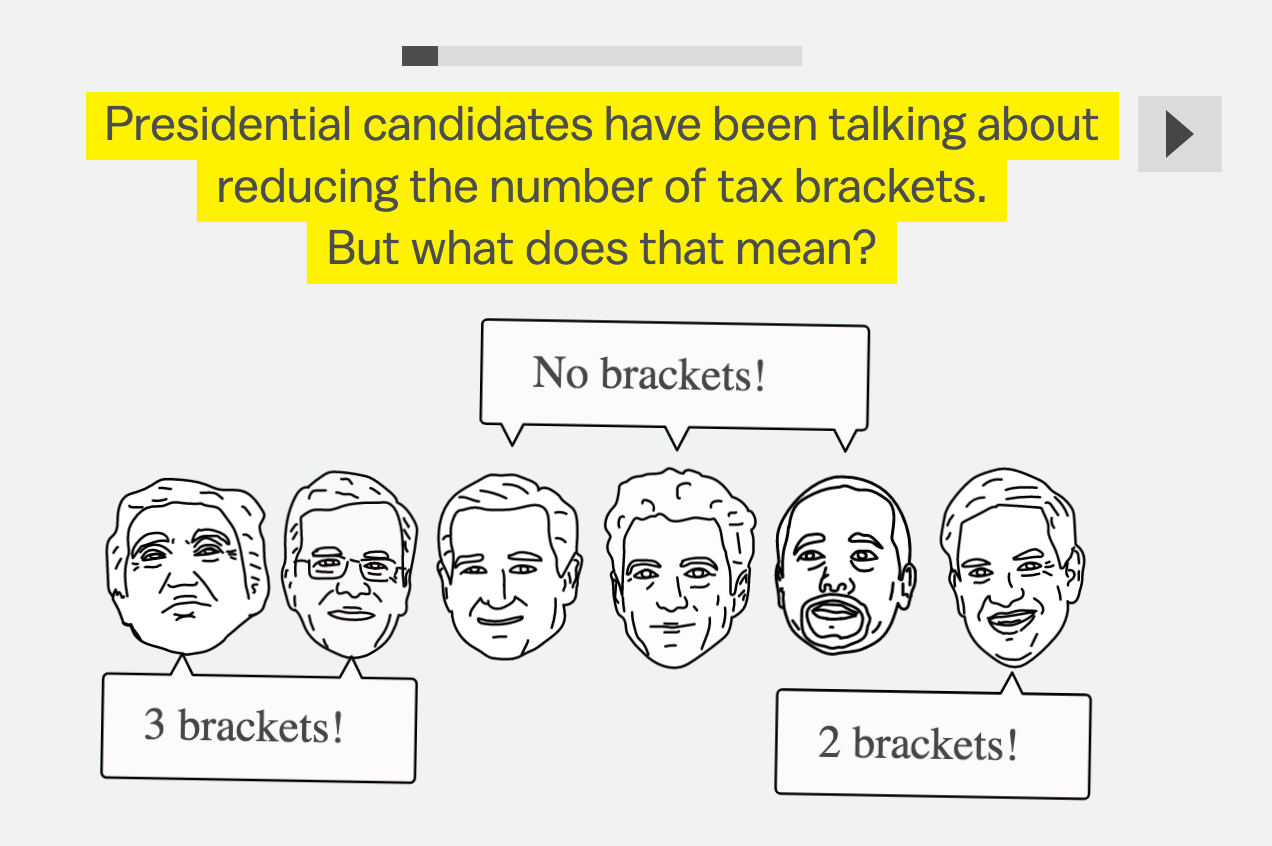 Presidential candidates have been talking about
reducing the number of tax brackets.
But what does that mean?
No brackets!
3 brackets!
2 brackets!